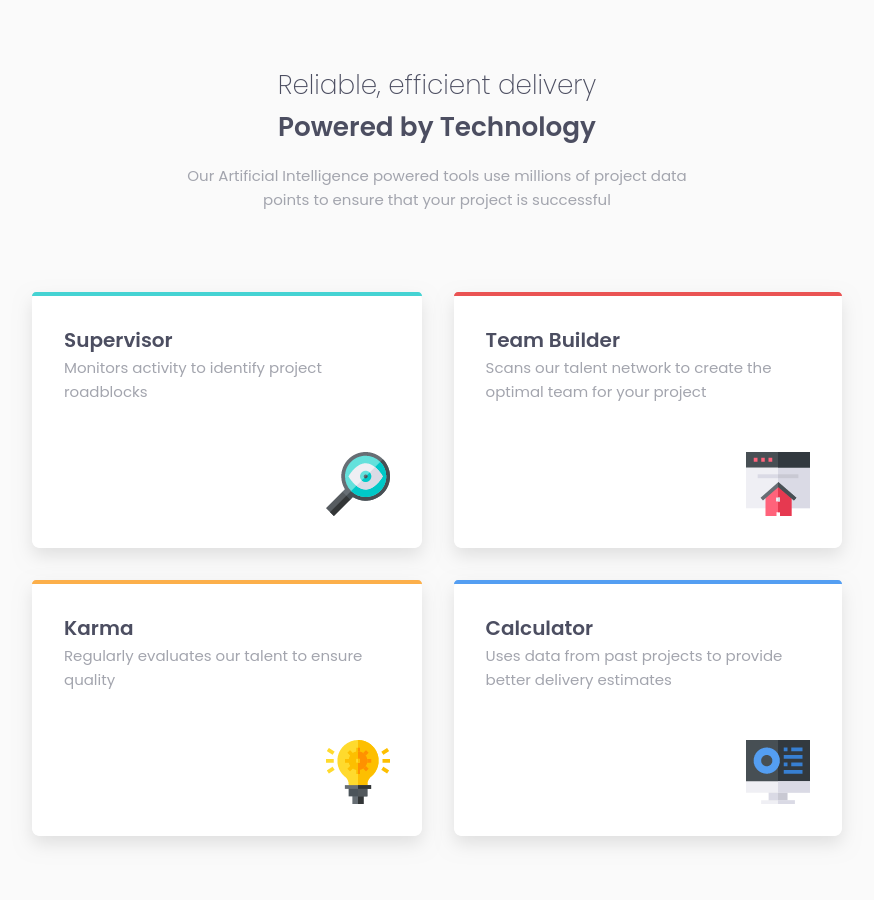 Reliable, efficient delivery
Powered by Technology
Our Artificial Intelligence powered tools use millions of project data
points to ensure that your project is successful
Supervisor
Monitors activity to identify project
roadblocks
Team Builder
Scans our talent network to create the
optimal team for your project
Karma
Regularly evaluates our talent to ensure
quality
Calculator
Uses data from past projects to provide
better delivery estimates